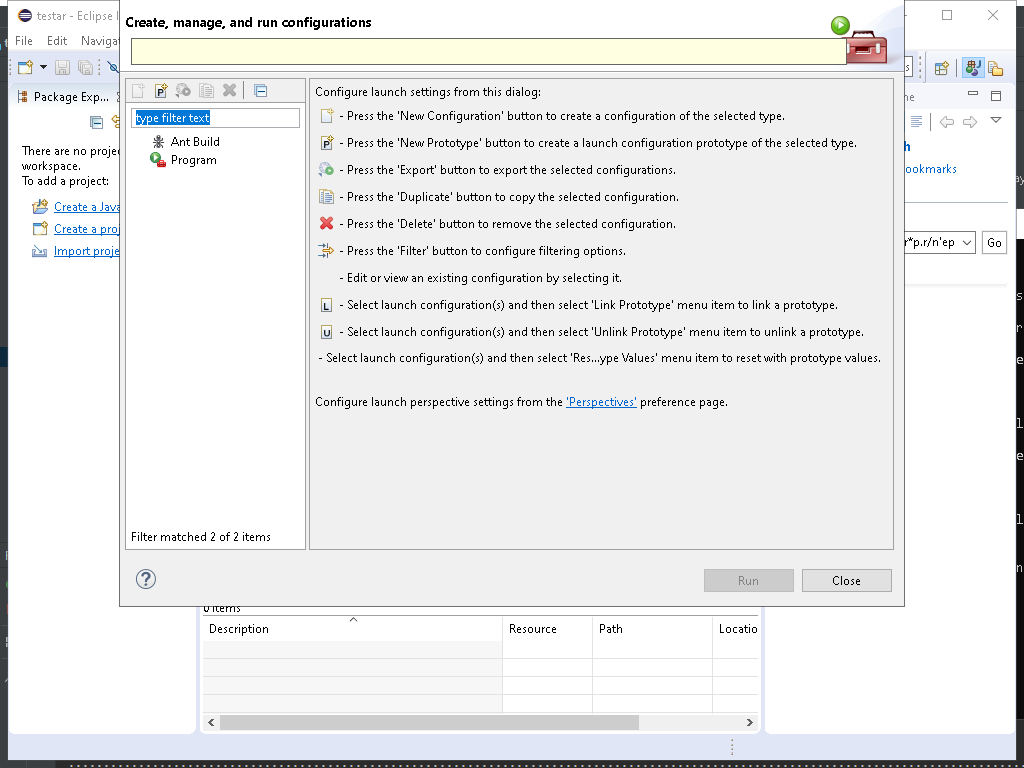 testar - Eclipse
Create, manage, and run configurations
File Edit Navigat
Package Exp...
type filter text
Ant Build
Program
Filter matched 2 of 2 items
There are no proje
workspace.
To add a project:
Create a Java
Create a proj
Import proje
Configure launch settings from this dialog:
- Press the 'New Configuration' button to create a configuration of the selected type.
- Press the 'New Prototype' button to create a launch configuration prototype of the selected type.
- Press the 'Export' button to export the selected configurations.
- Press the 'Duplicate' button to copy the selected configuration.
- Press the 'Delete' button to remove the selected configuration.
- Press the 'Filter' button to configure filtering options.
- Edit or view an existing configuration by selecting it.
L - Select launch configuration(s) and then select 'Link Prototype' menu item to link a prototype.
U - Select launch configuration(s) and then select 'Unlink Prototype' menu item to unlink a prototype.
- Select launch configuration(s) and then select 'Res...ype Values' menu item to reset with prototype values.
Configure launch perspective settings from the 'Perspectives' preference page.
ookmarks
r*p.r/n'ep Go
Run Close
0 items
Description Resource Path Locatio